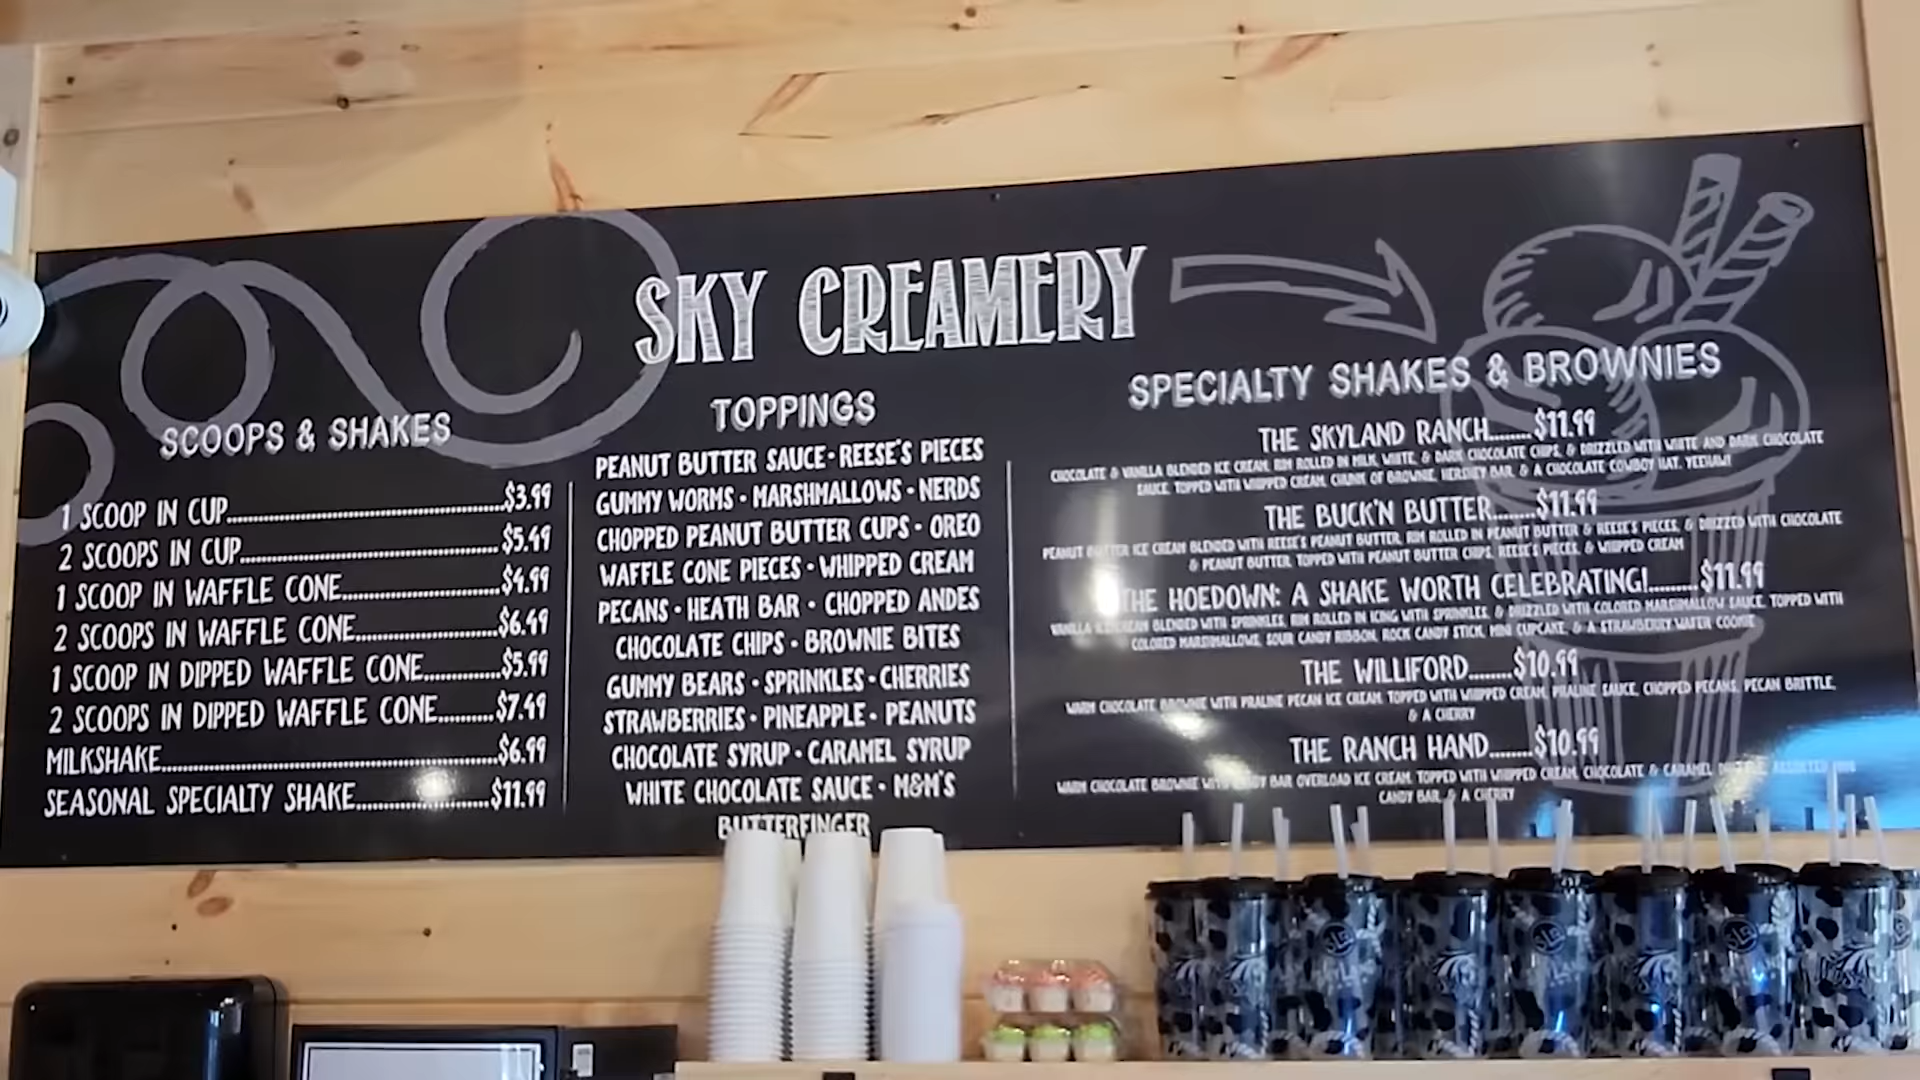 SKY CREAMERY
SCOOPS & SHAKES
1 SCOOP IN CUP...$3.99
2 SCOOPS IN CUP...$5.49
1 SCOOP IN WAFFLE CONE...$4.99
2 SCOOPS IN WAFFLE CONE...$6.49
1 SCOOP IN DIPPED WAFFLE CONE...$5.99
2 SCOOPS IN DIPPED WAFFLE CONE...$7.49
MILKSHAKE...$6.99
SEASONAL SPECIALTY SHAKE...$11.99
TOPPINGS
PEANUT BUTTER SAUCE • REESE'S PIECES
GUMMY WORMS • MARSHMALLOWS • NERDS
CHOPPED PEANUT BUTTER CUPS • OREO
WAFFLE CONE PIECES • WHIPPED CREAM
PECANS • HEATH BAR • CHOPPED ANDES
CHOCOLATE CHIPS • BROWNIE BITES
GUMMY BEARS • SPRINKLES • CHERRIES
STRAWBERRIES • PINEAPPLE • PEANUTS
CHOCOLATE SYRUP • CARAMEL SYRUP
WHITE CHOCOLATE SAUCE • M&M'S
BUTTERFINGER
SPECIALTY SHAKES & BROWNIES
THE SKYLAND RANCH...$11.99
CHOCOLATE & VANILLA BLENDED ICE CREAM, RIM ROLLED IN MILK, WHITE, & DARK CHOCOLATE CHIPS, & DRIZZLED WITH WHITE AND DARK CHOCOLATE
SAUCE, TOPPED WITH WHIPPED CREAM, CHUNK OF BROWNIE, HERSHEY BAR, & A CHOCOLATE COWBOY HAT. YEEHAW!
THE BUCK'N BUTTER...$11.99
PEANUT BUTTER ICE CREAM BLENDED WITH REESE'S PEANUT BUTTER, RIM ROLLED IN PEANUT BUTTER & REESE'S PIECES, & DRIZZED WITH CHOCOLATE
& PEANUT BUTTER, TOPPED WITH PEANUT BUTTER CHIPS, REESE'S PIECES, & WHIPPED CREAM
THE HOEDOWN: A SHAKE WORTH CELEBRATING!...$11.99
VANILLA ICE CREAM BLENDED WITH SPRINKLES, RIM ROLLED IN ICING WITH SPRINKLES, & DRIZZLED WITH COLORED MARSHMALLOW SAUCE, TOPPED WITH
COLORED MARSHMALLOWS, SOUR CANDY RIBBON, ROCK CANDY STICK, MINI CUPCAKE, & A STRAWBERRY WAFER COOKIE
THE WILLIFORD...$10.99
WARM CHOCOLATE BROWNIE WITH PRALINE PECAN ICE CREAM, TOPPED WITH WHIPPED CREAM, PRALINE SAUCE, CHOPPED PECANS, PECAN BRITTLE,
& A CHERRY
THE RANCH HAND...$10.99
WARM CHOCOLATE BROWNIE WITH CANDY BAR OVERLOAD ICE CREAM, TOPPED WITH WHIPPED CREAM, CHOCOLATE & CARAMEL DRIZZLE, ASSORTED MINI
CANDY BAR, & A CHERRY